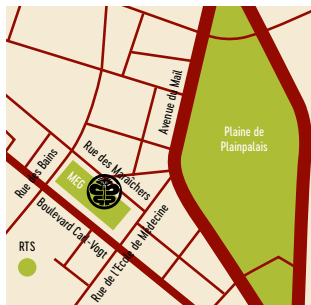 Avenue du Mail
Plaine de
Plainpalais
Rue des Bains
Rue des Maraîchers
MEG
Boulevard Carl-Vogt
Rue de l'Ecole de Médecine
RTS